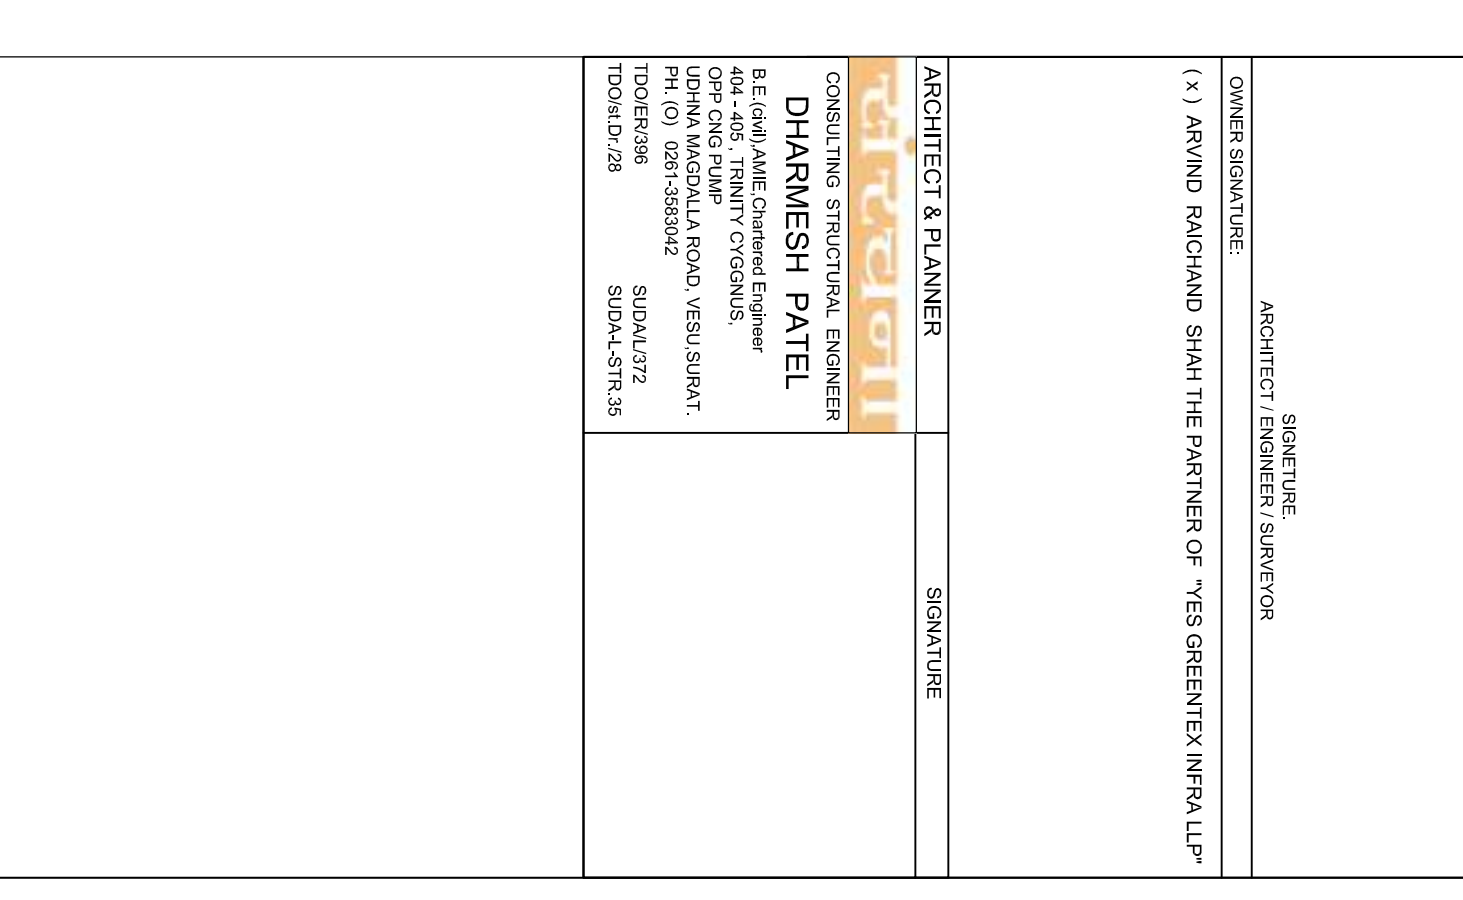 SIGNETURE.
ARCHITECT / ENGINEER / SURVEYOR
OWNER SIGNATURE:
( x ) ARVIND RAICHAND SHAH THE PARTNER OF "YES GREENTEX INFRA LLP"
ARCHITECT & PLANNER
SIGNATURE
संरचना
CONSULTING STRUCTURAL ENGINEER
DHARMESH PATEL
B.E.(civil),AMIE,Chartered Engineer
404 - 405 , TRINITY CYGGNUS,
OPP CNG PUMP
UDHNA MAGDALLA ROAD, VESU,SURAT.
PH. (O) 0261-3583042
TDO/ER/396 SUDA/L/372
TDO/st.Dr./28 SUDA-L-STR.35